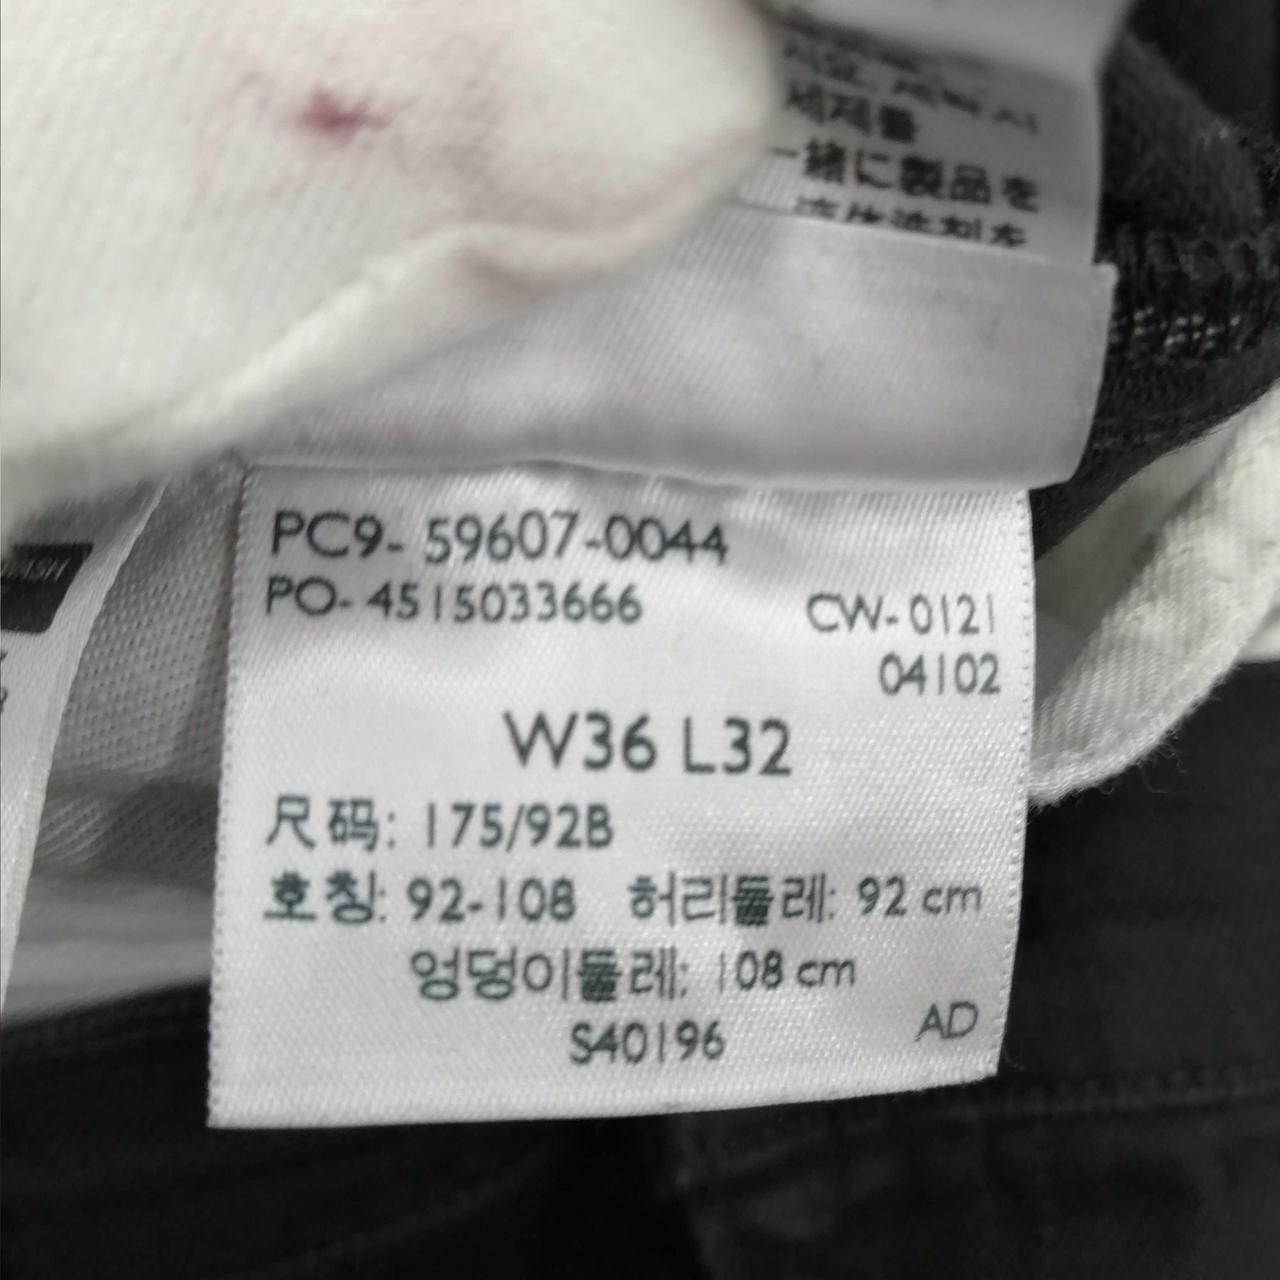 세제를
一緒に製品を
PC9- 59607-0044
PO- 4515033666
CW- 0121
04102
W36 L32
尺码: 175/92B
호칭: 92-108 허리둘레: 92 cm
엉덩이둘레: 108 cm
S40196
AD